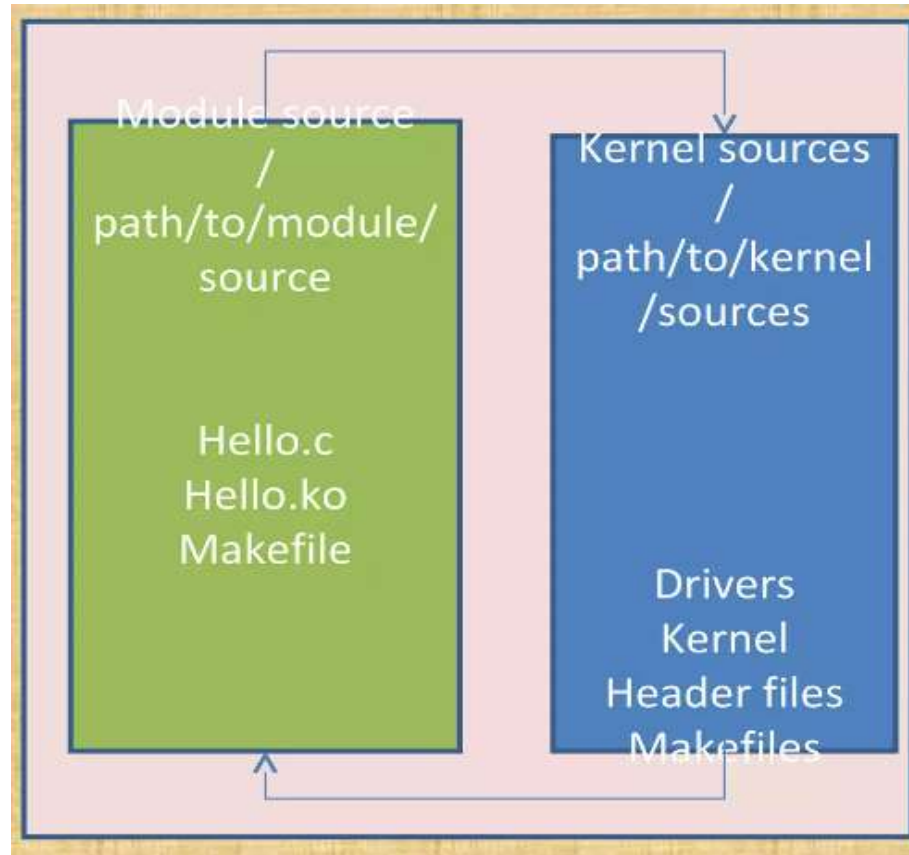 Module source
/
path/to/module/
source
Hello.c
Hello.ko
Makefile
Kernel sources
/
path/to/kernel
/sources
Drivers
Kernel
Header files
Makefiles